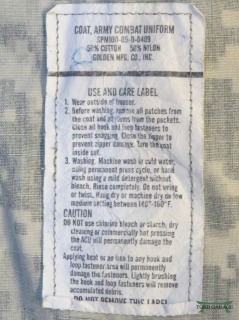 COAT, ARMY COMBAT UNIFORM
SPM100-05-D-0409
50% COTTON 50% NYLON
GOLDEN MFG. CO., INC.
USE AND CARE LABEL
1. Wear outside of trouser.
2. Before washing, remove all patches from
the coat and all items from the pockets.
Close all hook and loop fasteners to
prevent snagging. Close the zipper to
prevent zipper damage. Turn the coat
inside out.
3. Washing. Machine wash in cold water,
using permanent press cycle, or hand
wash using a mild detergent without
bleach. Rinse completely. Do not wring
or twist. Hang dry or machine dry do not
medium setting between 140°-160°F.
CAUTION
DO NOT use chlorine bleach or starch, dry
cleaning or commercially hot pressing
the ACU will permanently damage the
coat.
Applying heat or an iron to any hook and
loop fastener area will permanently
damage the fasteners. Lightly brushing
the hook and loop fasteners will remove
accumulated debris.
DO NOT REMOVE THIS LABEL